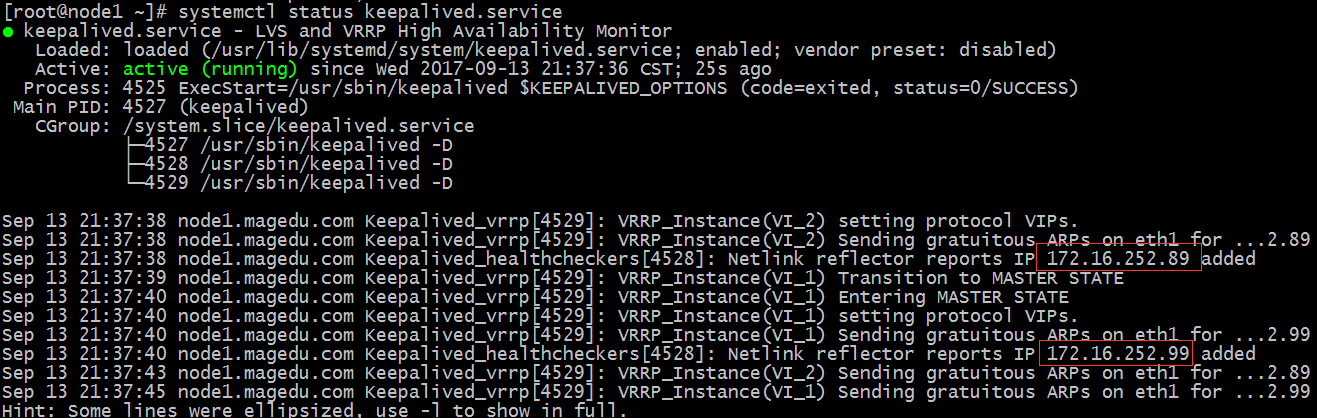 [root@node1 ~]# systemctl status keepalived.service
● keepalived.service - LVS and VRRP High Availability Monitor
   Loaded: loaded (/usr/lib/systemd/system/keepalived.service; enabled; vendor preset: disabled)
   Active: active (running) since Wed 2017-09-13 21:37:36 CST; 25s ago
  Process: 4525 ExecStart=/usr/sbin/keepalived $KEEPALIVED_OPTIONS (code=exited, status=0/SUCCESS)
 Main PID: 4527 (keepalived)
   CGroup: /system.slice/keepalived.service
           ├─4527 /usr/sbin/keepalived -D
           ├─4528 /usr/sbin/keepalived -D
           └─4529 /usr/sbin/keepalived -D
Sep 13 21:37:38 node1.magedu.com Keepalived_vrrp[4529]: VRRP_Instance(VI_2) setting protocol VIPs.
Sep 13 21:37:38 node1.magedu.com Keepalived_vrrp[4529]: VRRP_Instance(VI_2) Sending gratuitous ARPs on eth1 for ...2.89
Sep 13 21:37:38 node1.magedu.com Keepalived_healthcheckers[4528]: Netlink reflector reports IP 172.16.252.89 added
Sep 13 21:37:39 node1.magedu.com Keepalived_vrrp[4529]: VRRP_Instance(VI_1) Transition to MASTER STATE
Sep 13 21:37:40 node1.magedu.com Keepalived_vrrp[4529]: VRRP_Instance(VI_1) Entering MASTER STATE
Sep 13 21:37:40 node1.magedu.com Keepalived_vrrp[4529]: VRRP_Instance(VI_1) setting protocol VIPs.
Sep 13 21:37:40 node1.magedu.com Keepalived_vrrp[4529]: VRRP_Instance(VI_1) Sending gratuitous ARPs on eth1 for ...2.99
Sep 13 21:37:40 node1.magedu.com Keepalived_healthcheckers[4528]: Netlink reflector reports IP 172.16.252.99 added
Sep 13 21:37:43 node1.magedu.com Keepalived_vrrp[4529]: VRRP_Instance(VI_2) Sending gratuitous ARPs on eth1 for ...2.89
Sep 13 21:37:45 node1.magedu.com Keepalived_vrrp[4529]: VRRP_Instance(VI_1) Sending gratuitous ARPs on eth1 for ...2.99
Hint: Some lines were ellipsized, use -l to show in full.